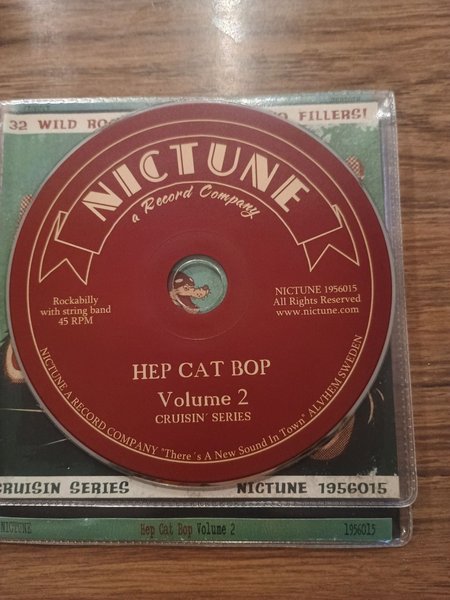 32 WILD ROC
O FILLERS!
NICTUNE
a Record Company
Rockabilly
with string band
45 RPM
NICTUNE 1956015
All Rights Reserved
www.nictune.com
HEP CAT BOP
Volume 2
CRUISIN´ SERIES
NICTUNE A RECORD COMPANY "There´s A New Sound In Town" ALVHEM SWEDEN
CRUISIN SERIES
NICTUNE 1956015
NICTUNE
Hep Cat Bop Volume 2
1956015